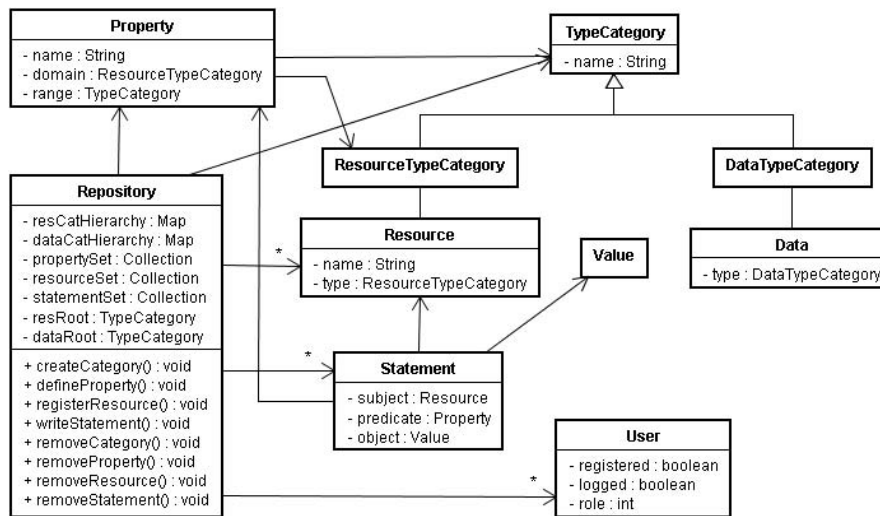 Property
- name : String
- domain : ResourceTypeCategory
- range : TypeCategory
TypeCategory
- name : String
ResourceTypeCategory
DataTypeCategory
Repository
- resCatHierarchy : Map
- dataCatHierarchy : Map
- propertySet : Collection
- resourceSet : Collection
- statementSet : Collection
- resRoot : TypeCategory
- dataRoot : TypeCategory
+ createCategory() : void
+ defineProperty() : void
+ registerResource() : void
+ writeStatement() : void
+ removeCategory() : void
+ removeProperty() : void
+ removeResource() : void
+ removeStatement() : void
*
Resource
- name : String
- type : ResourceTypeCategory
Value
Data
- type : DataTypeCategory
*
Statement
- subject : Resource
- predicate : Property
- object : Value
*
User
- registered : boolean
- logged : boolean
- role : int